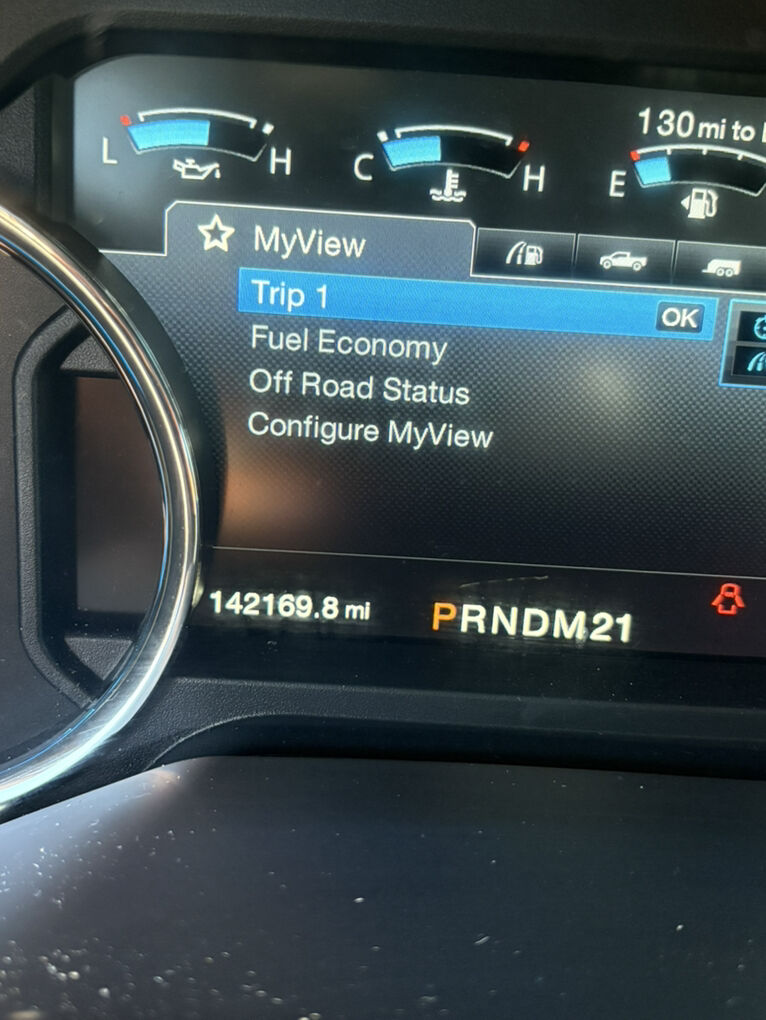 130 mi to
L H
C H
E
MyView
Trip 1 OK
Fuel Economy
Off Road Status
Configure MyView
142169.8 mi PRNDM21